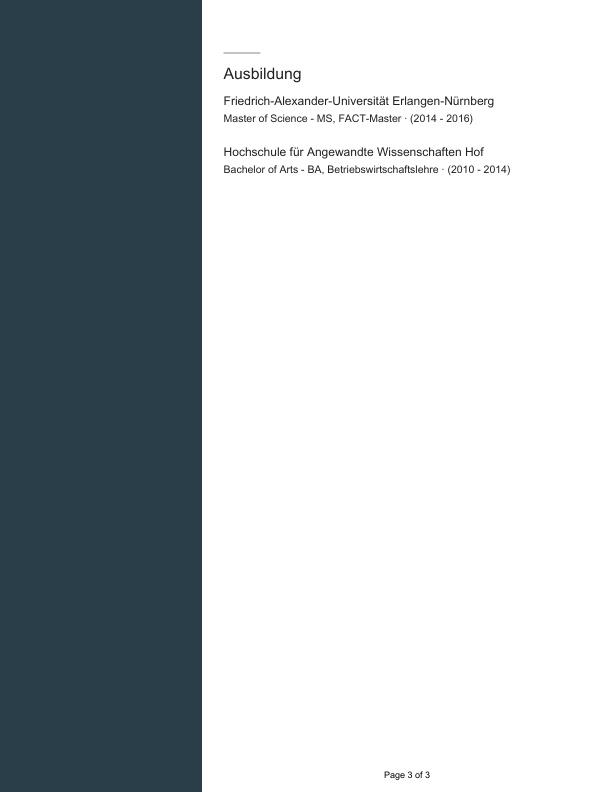 Ausbildung
Friedrich-Alexander-Universität Erlangen-Nürnberg
Master of Science - MS, FACT-Master · (2014 - 2016)
Hochschule für Angewandte Wissenschaften Hof
Bachelor of Arts - BA, Betriebswirtschaftslehre · (2010 - 2014)
Page 3 of 3